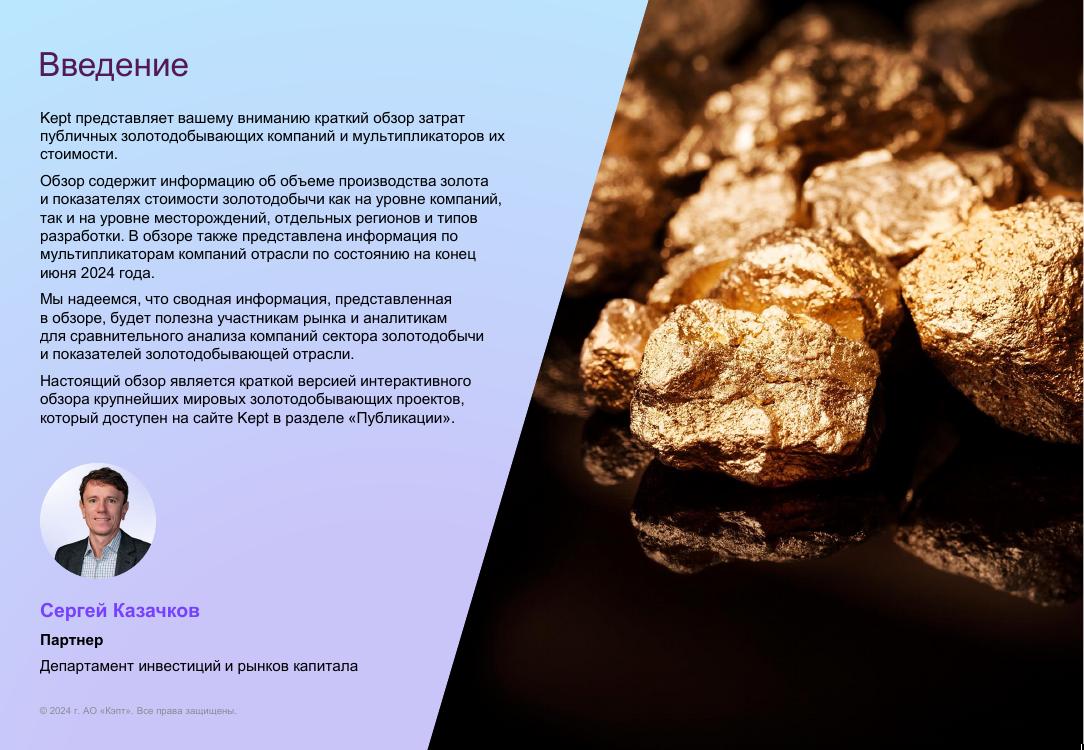 Введение
Kept представляет вашему вниманию краткий обзор затрат
публичных золотодобывающих компаний и мультипликаторов их
стоимости.
Обзор содержит информацию об объеме производства золота
и показателях стоимости золотодобычи как на уровне компаний,
так и на уровне месторождений, отдельных регионов и типов
разработки. В обзоре также представлена информация по
мультипликаторам компаний отрасли по состоянию на конец
июня 2024 года.
Мы надеемся, что сводная информация, представленная
в обзоре, будет полезна участникам рынка и аналитикам
для сравнительного анализа компаний сектора золотодобычи
и показателей золотодобывающей отрасли.
Настоящий обзор является краткой версией интерактивного
обзора крупнейших мировых золотодобывающих проектов,
который доступен на сайте Kept в разделе «Публикации».
Сергей Казачков
Партнер
Департамент инвестиций и рынков капитала
© 2024 г. АО «Кэпт». Все права защищены.